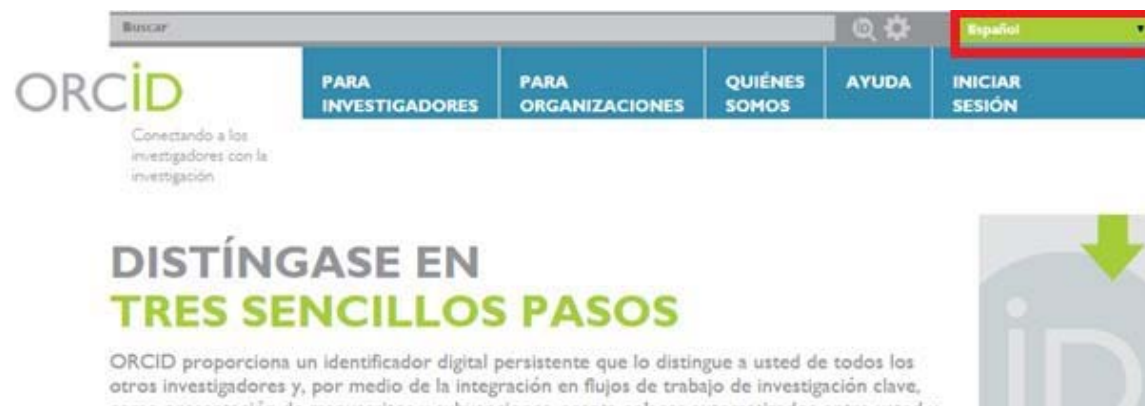 Buscar
Español
ORCID
PARA INVESTIGADORES
PARA ORGANIZACIONES
QUIÉNES SOMOS
AYUDA
INICIAR SESIÓN
Conectando a los
investigadores con la
investigación
DISTÍNGASE EN
TRES SENCILLOS PASOS
ORCID proporciona un identificador digital persistente que lo distingue a usted de todos los
otros investigadores y, por medio de la integración en flujos de trabajo de investigación clave,
iD